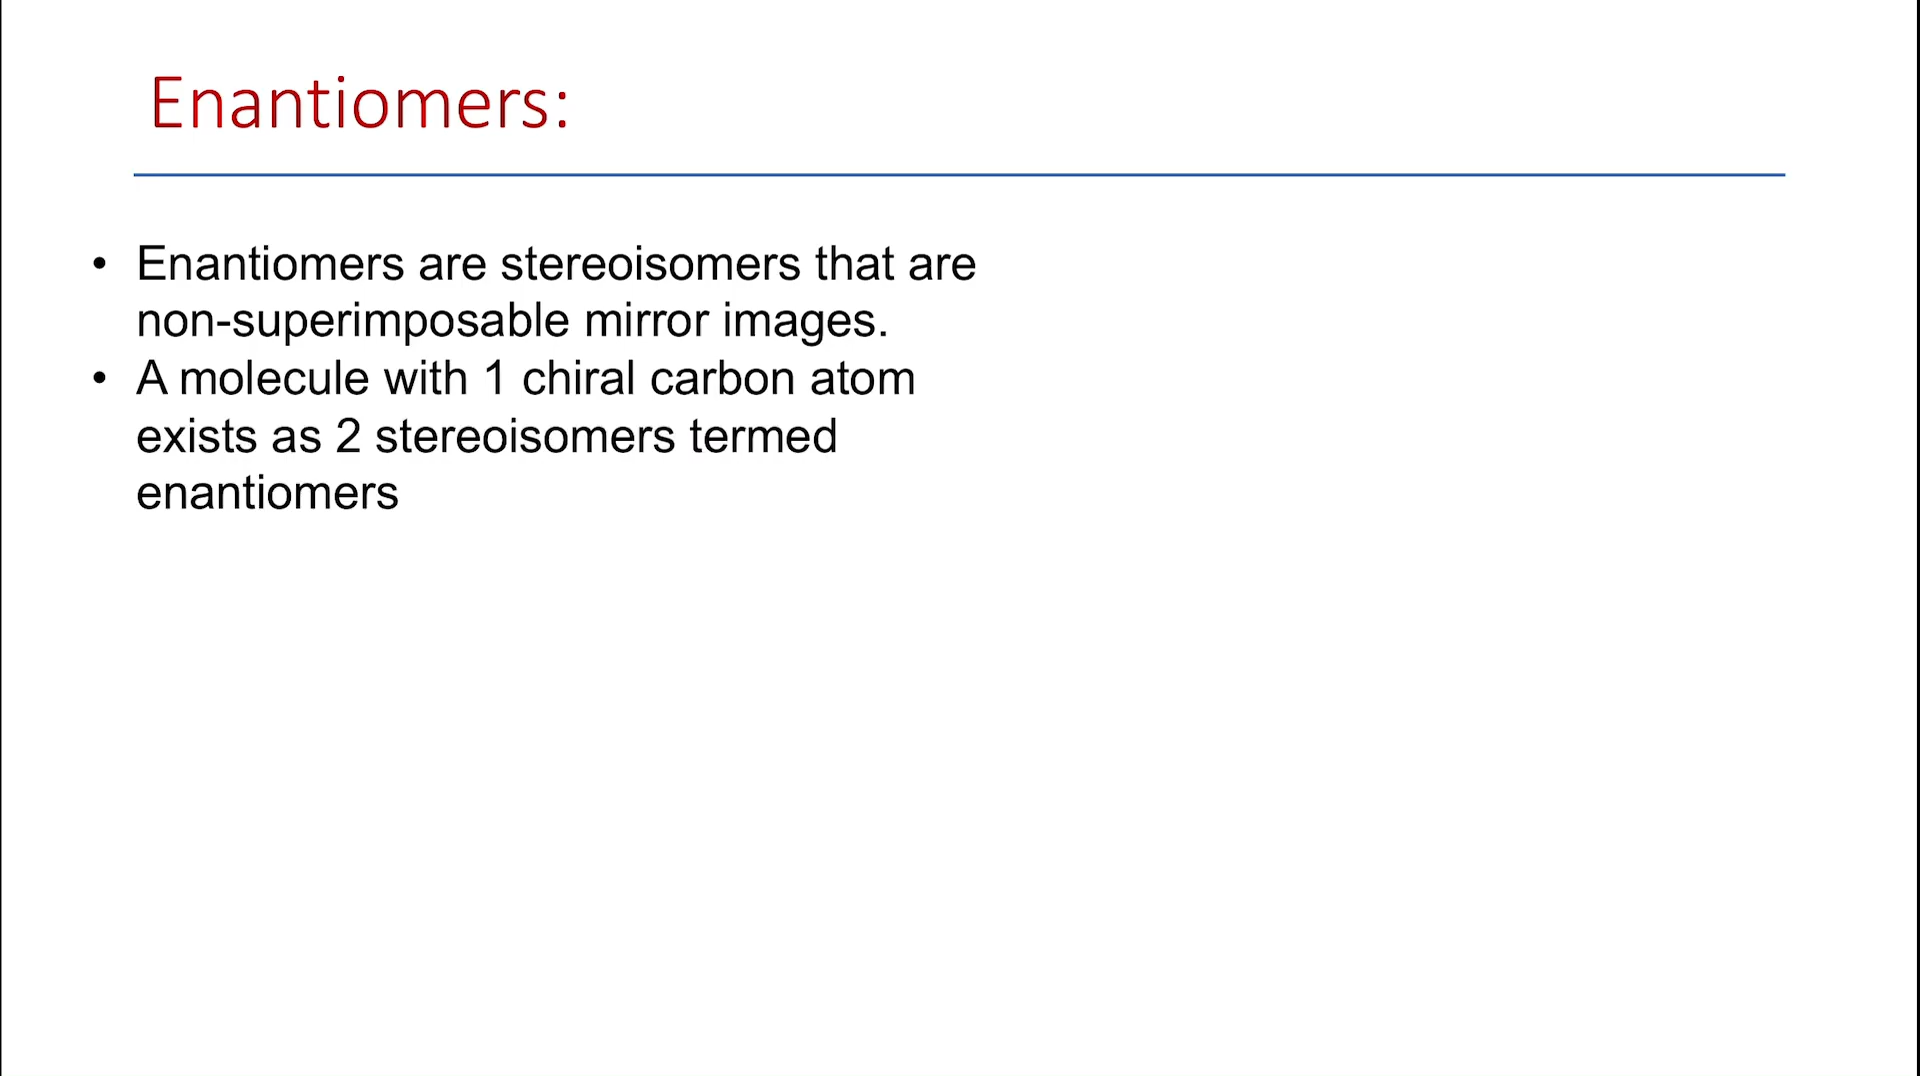 Enantiomers:
• Enantiomers are stereoisomers that are
non-superimposable mirror images.
• A molecule with 1 chiral carbon atom
exists as 2 stereoisomers termed
enantiomers